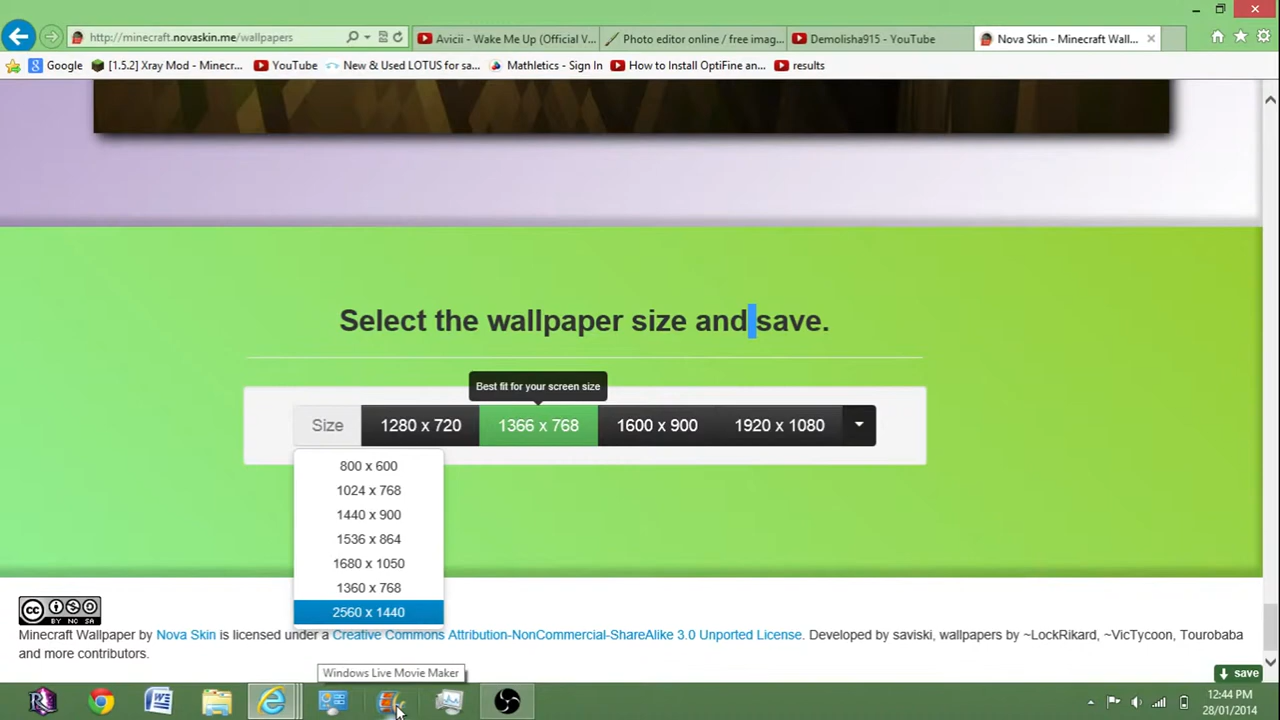 http://minecraft.novaskin.me/wallpapers
Avicii - Wake Me Up (Official V...
Photo editor online / free imag...
Demolisha915 - YouTube
Nova Skin - Minecraft Wall...
Google
[1.5.2] Xray Mod - Minecr...
YouTube
New & Used LOTUS for sa...
Mathletics - Sign In
How to Install OptiFine an...
results
Select the wallpaper size and save.
Best fit for your screen size
Size
1280 x 720
1366 x 768
1600 x 900
1920 x 1080
800 x 600
1024 x 768
1440 x 900
1536 x 864
1680 x 1050
1360 x 768
2560 x 1440
cc
BY NC SA
Minecraft Wallpaper by Nova Skin is licensed under a Creative Commons Attribution-NonCommercial-ShareAlike 3.0 Unported License. Developed by saviski, wallpapers by ~LockRikard, ~VicTycoon, Tourobaba
and more contributors.
Windows Live Movie Maker
save
12:44 PM
28/01/2014